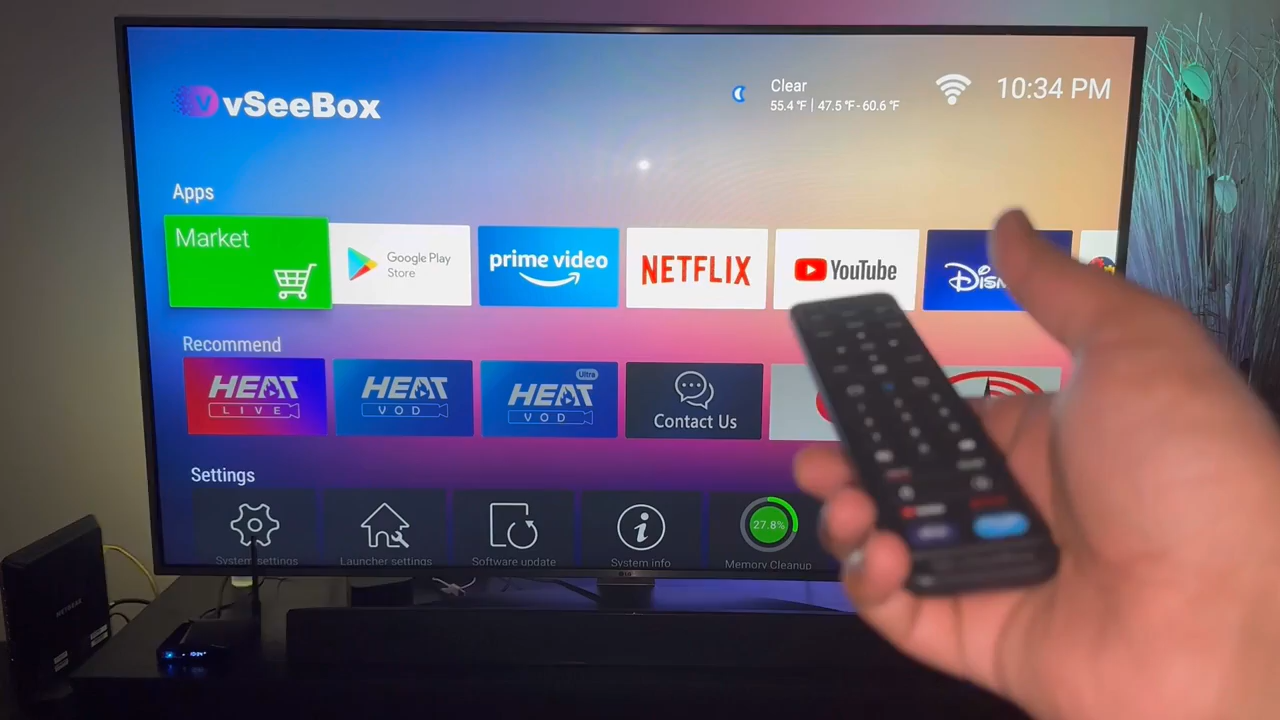 vSeeBox
Clear
55.4 °F | 47.5 °F - 60.6 °F
10:34 PM
Apps
Market
Google Play
Store
prime video
NETFLIX
YouTube
Recommend
HEAT
LIVE
HEAT
VOD
Ultra
HEAT
VOD
Contact Us
Settings
System settings
Launcher settings
Software update
System info
27.8%
Memory Cleanup
LG
NETGEAR